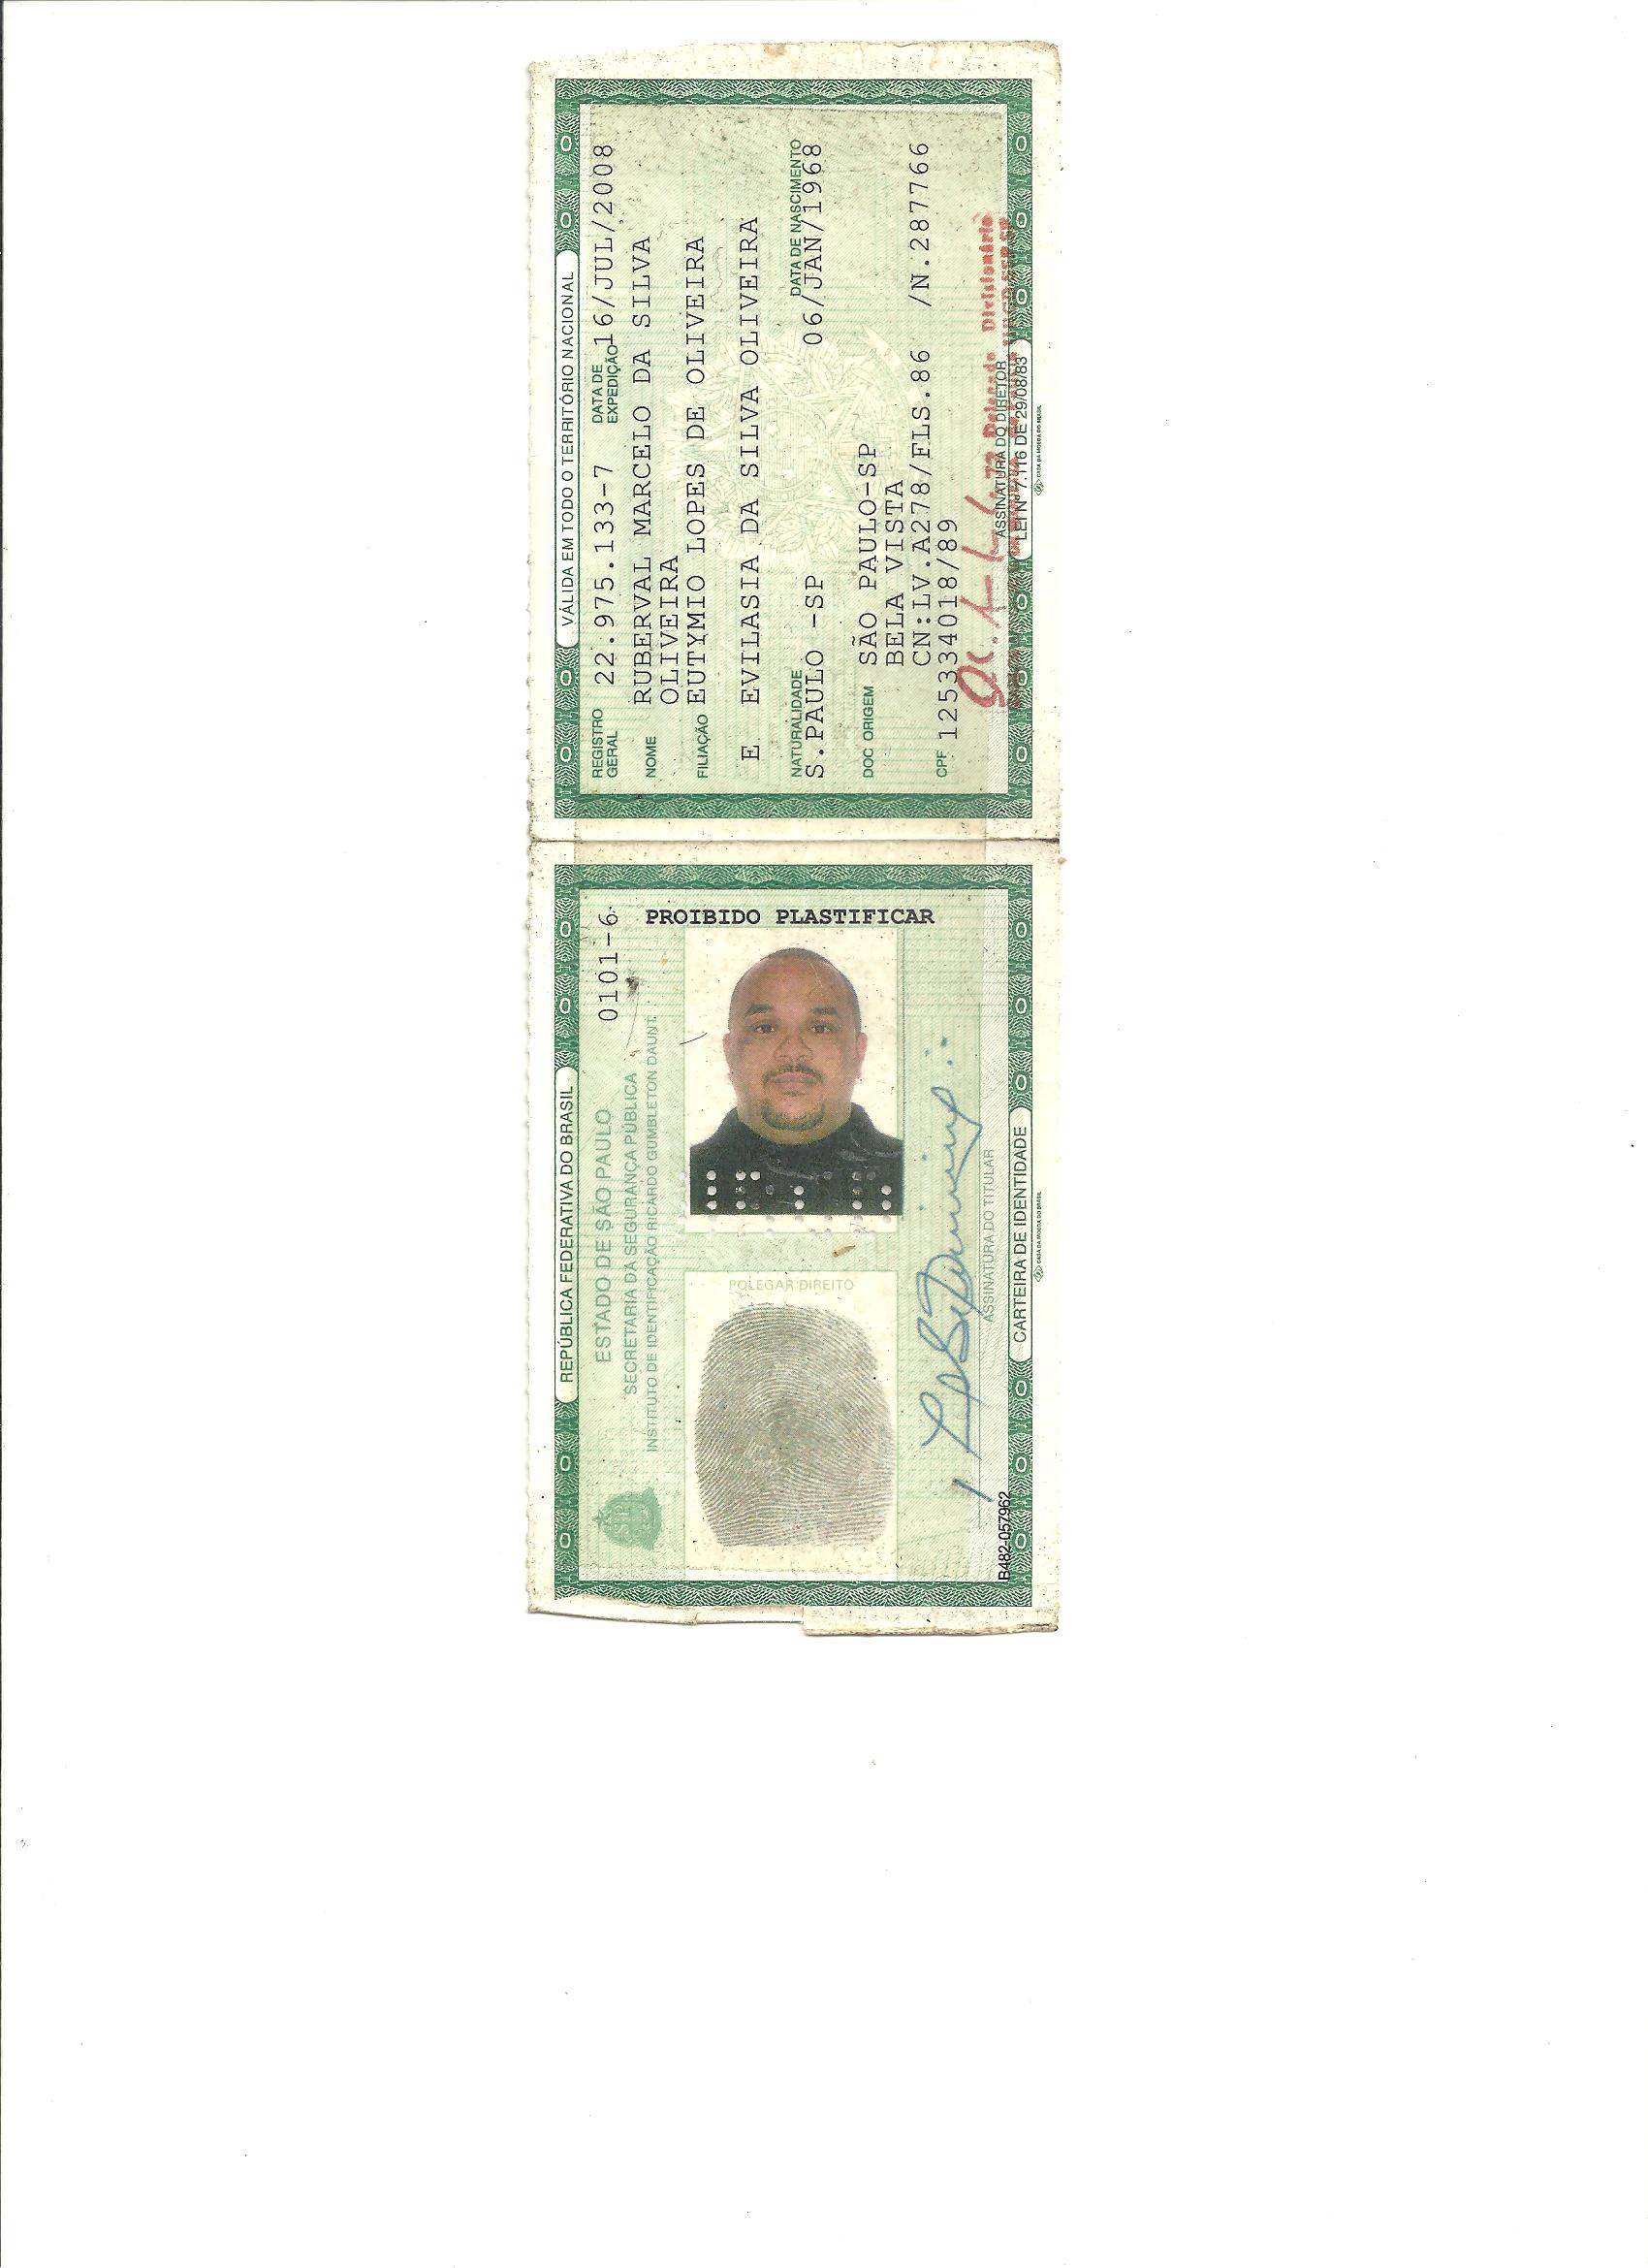 VÁLIDA EM TODO O TERRITÓRIO NACIONAL
REGISTRO GERAL 22.975.133-7 DATA DE EXPEDIÇÃO 16/JUL/2008
NOME RUBERVAL MARCELO DA SILVA
OLIVEIRA
FILIAÇÃO EUTYMIO LOPES DE OLIVEIRA
E EVILASIA DA SILVA OLIVEIRA
NATURALIDADE DATA DE NASCIMENTO
S.PAULO -SP 06/JAN/1968
DOC ORIGEM SÃO PAULO-SP
BELA VISTA
CN:LV.A278/FLS.86 /N.287766
CPF 125334018/89
Delegado Divisionário
ASSINATURA DO DIRETOR
LEI Nº 7.116 DE 29/08/83
CASA DA MOEDA DO BRASIL
REPÚBLICA FEDERATIVA DO BRASIL
ESTADO DE SÃO PAULO 0101-6
SECRETARIA DA SEGURANÇA PÚBLICA
INSTITUTO DE IDENTIFICAÇÃO RICARDO GUMBLETON DAUNT
PROIBIDO PLASTIFICAR
POLEGAR DIREITO
ASSINATURA DO TITULAR
B482-057962
CARTEIRA DE IDENTIDADE
CASA DA MOEDA DO BRASIL